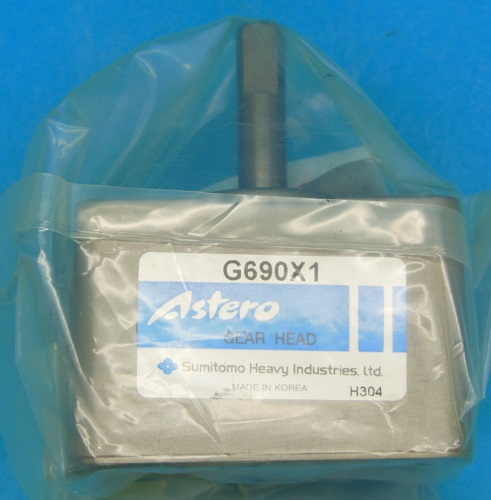 G690X1
Astero
GEAR HEAD
Sumitomo Heavy Industries, Ltd.
MADE IN KOREA
H304